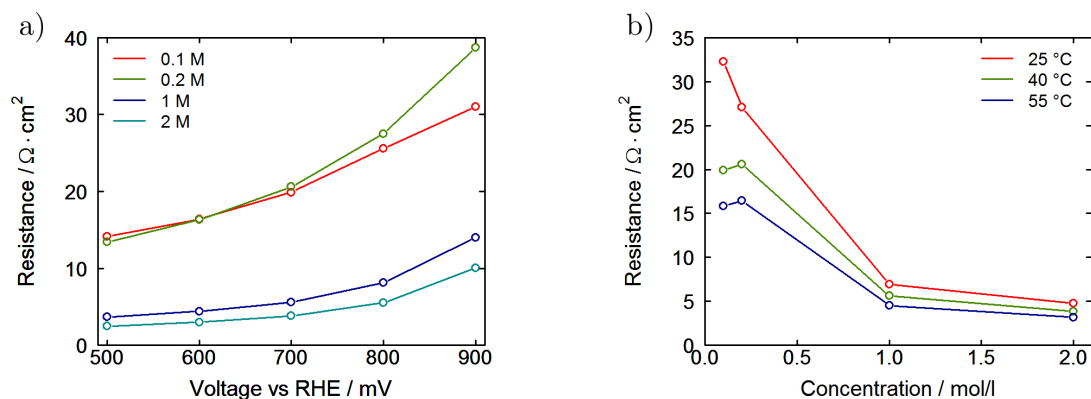 a)
40
30
20
10
0
Resistance / Ω · cm²
0.1 M
0.2 M
1 M
2 M
500 600 700 800 900
Voltage vs RHE / mV
b)
35
30
25
20
15
10
5
0
Resistance / Ω · cm²
25 °C
40 °C
55 °C
0.0 0.5 1.0 1.5 2.0
Concentration / mol/l